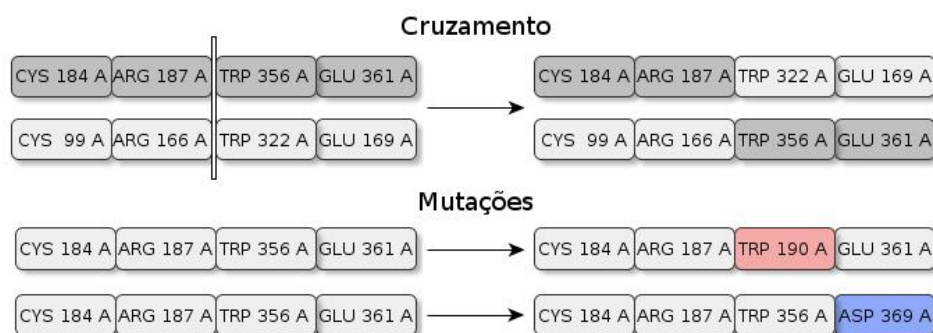 Cruzamento
CYS 184 A ARG 187 A TRP 356 A GLU 361 A CYS 184 A ARG 187 A TRP 322 A GLU 169 A
CYS 99 A ARG 166 A TRP 322 A GLU 169 A CYS 99 A ARG 166 A TRP 356 A GLU 361 A
Mutações
CYS 184 A ARG 187 A TRP 356 A GLU 361 A CYS 184 A ARG 187 A TRP 190 A GLU 361 A
CYS 184 A ARG 187 A TRP 356 A GLU 361 A CYS 184 A ARG 187 A TRP 356 A ASP 369 A